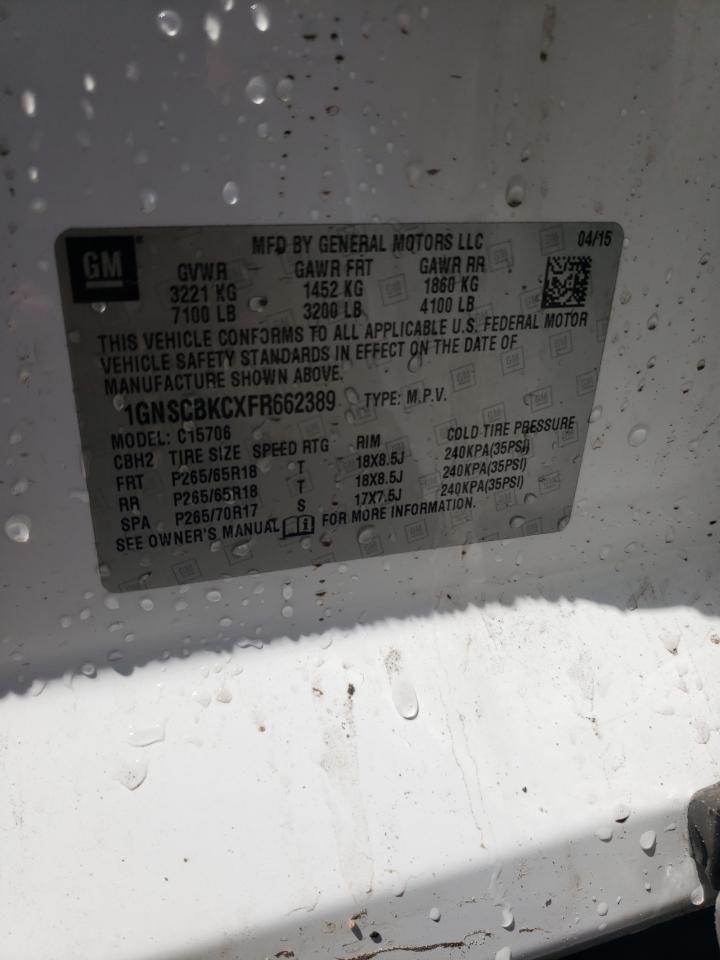 GM
MFD BY GENERAL MOTORS LLC 04/15
GVWR GAWR FRT GAWR RR
3221 KG 1452 KG 1860 KG
7100 LB 3200 LB 4100 LB
THIS VEHICLE CONFORMS TO ALL APPLICABLE U.S. FEDERAL MOTOR
VEHICLE SAFETY STANDARDS IN EFFECT ON THE DATE OF
MANUFACTURE SHOWN ABOVE.
1GNSCBKCXFR662389 TYPE: M.P.V.
MODEL: C15706
CBH2 TIRE SIZE SPEED RTG RIM COLD TIRE PRESSURE
FRT P265/65R18 T 18X8.5J 240KPA(35PSI)
RR P265/65R18 T 18X8.5J 240KPA(35PSI)
SPA P265/70R17 S 17X7.5J 240KPA(35PSI)
SEE OWNER'S MANUAL FOR MORE INFORMATION.